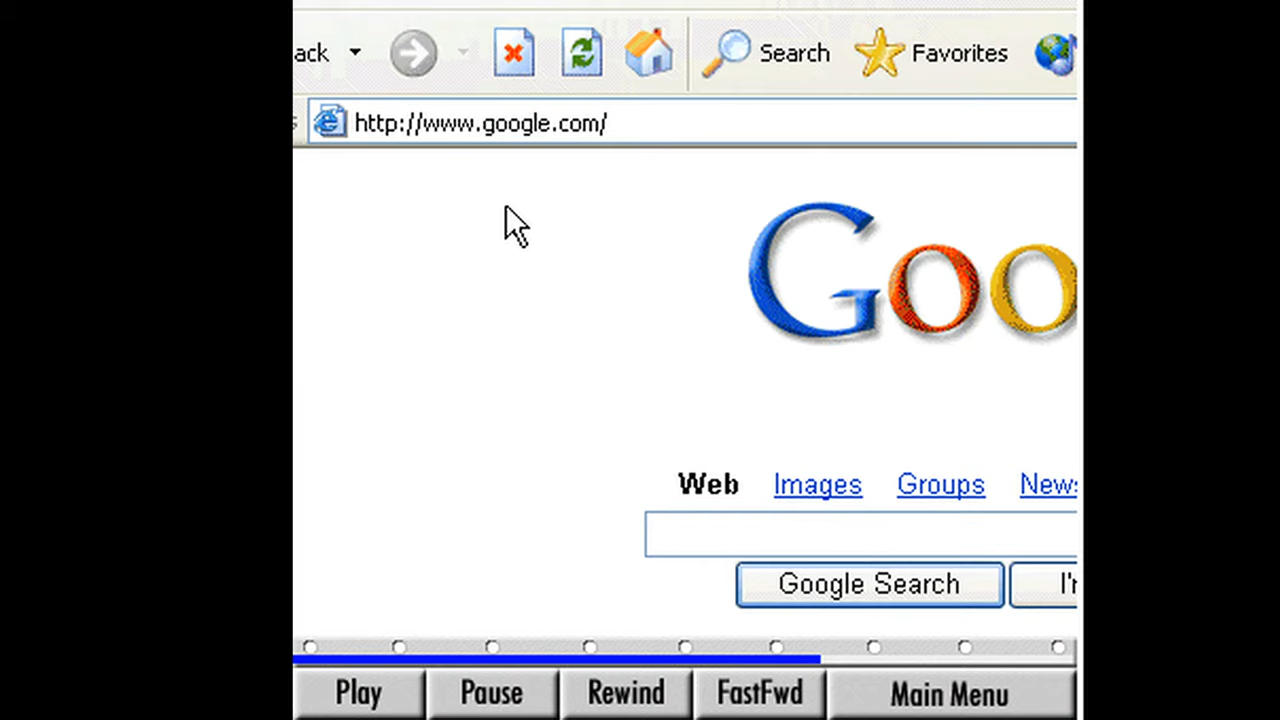 ack Search Favorites
http://www.google.com/
Goo
Web Images Groups News
Google Search I'
Play Pause Rewind FastFwd Main Menu